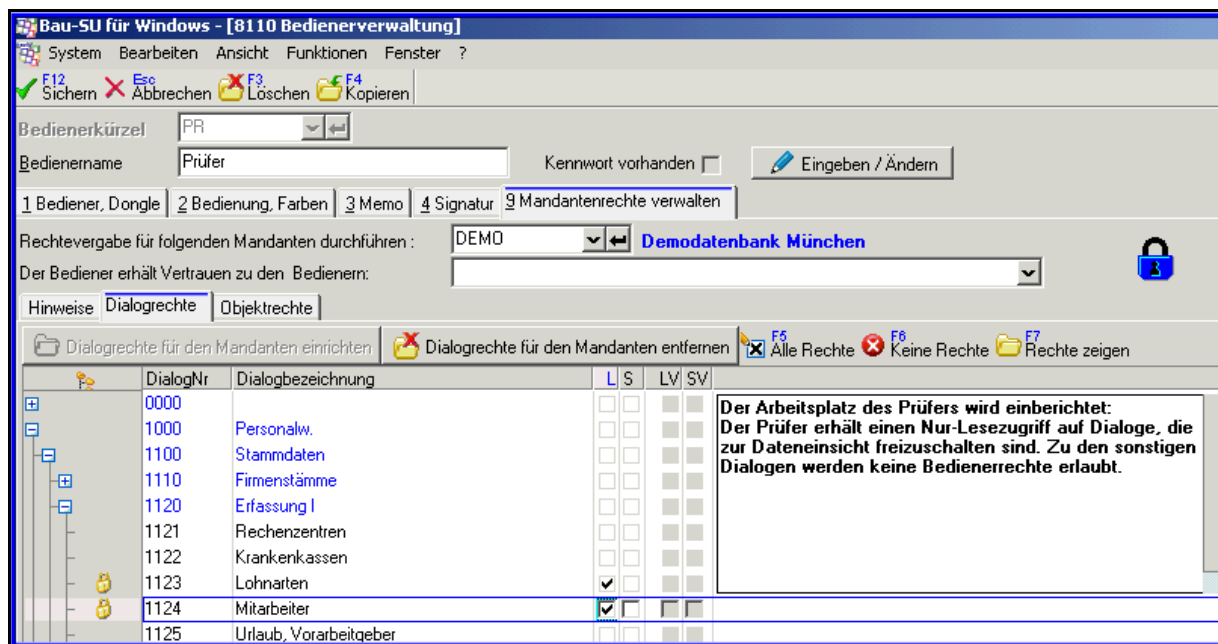 Bau-SU für Windows - [8110 Bedienerverwaltung]
System Bearbeiten Ansicht Funktionen Fenster ?
F12 Sichern Esc Abbrechen F3 Löschen F4 Kopieren
Bedienerkürzel PR
Bedienername Prüfer Kennwort vorhanden Eingeben / Ändern
1 Bediener, Dongle 2 Bedienung, Farben 3 Memo 4 Signatur 9 Mandantenrechte verwalten
Rechtevergabe für folgenden Mandanten durchführen : DEMO Demodatenbank München
Der Bediener erhält Vertrauen zu den Bedienern:
Hinweise Dialogrechte Objektrechte
Dialogrechte für den Mandanten einrichten Dialogrechte für den Mandanten entfernen F5 Alle Rechte F6 Keine Rechte F7 Rechte zeigen
DialogNr Dialogbezeichnung L S LV SV
0000
1000 Personalw.
1100 Stammdaten
1110 Firmenstämme
1120 Erfassung I
1121 Rechenzentren
1122 Krankenkassen
1123 Lohnarten
1124 Mitarbeiter
1125 Urlaub, Vorarbeitgeber
Der Arbeitsplatz des Prüfers wird einberichtet:
Der Prüfer erhält einen Nur-Lesezugriff auf Dialoge, die
zur Dateneinsicht freizuschalten sind. Zu den sonstigen
Dialogen werden keine Bedienerrechte erlaubt.